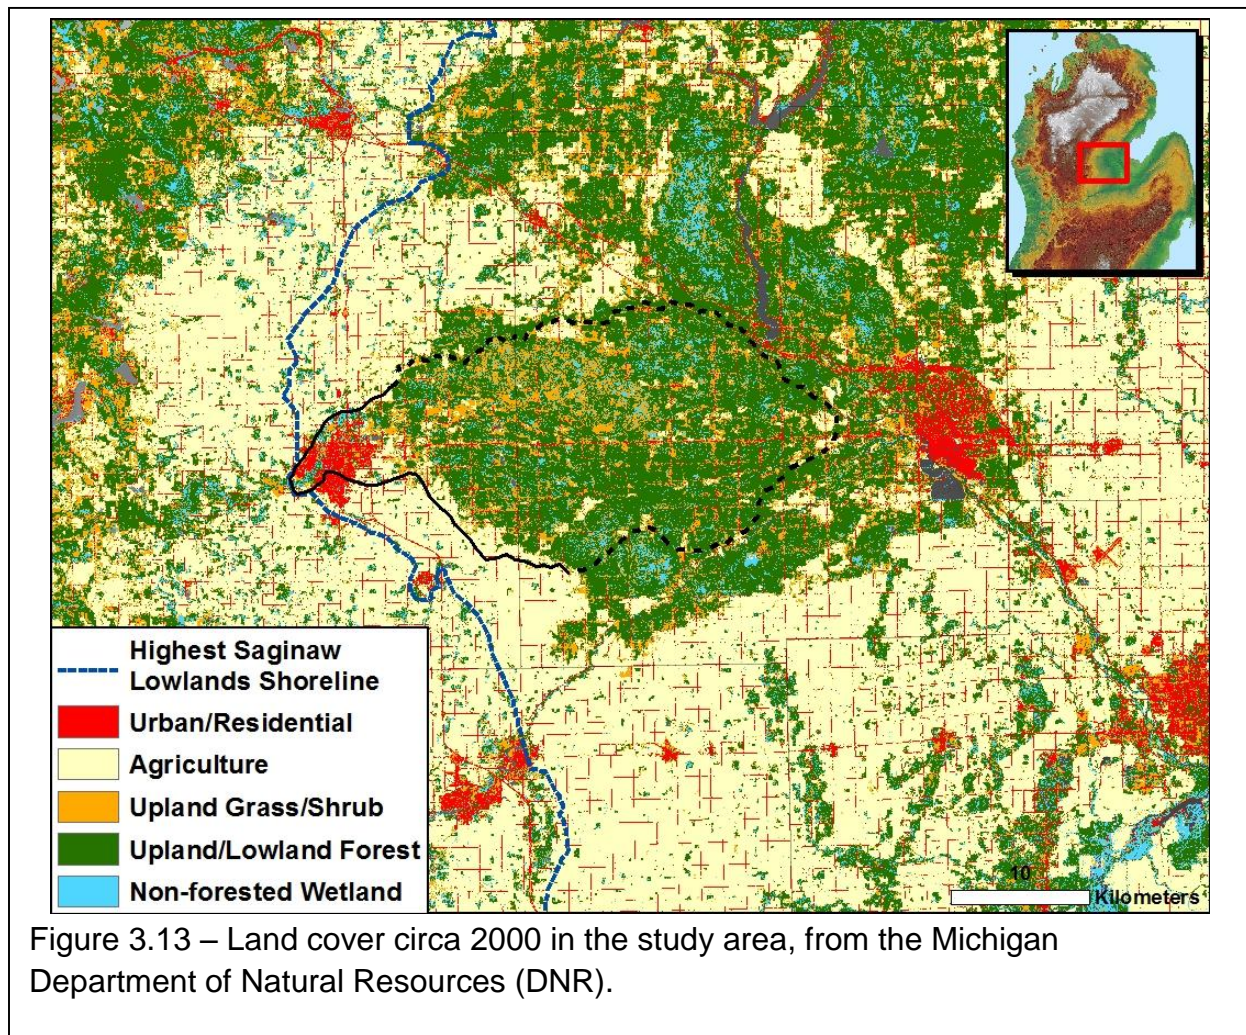 Highest Saginaw
Lowlands Shoreline
Urban/Residential
Agriculture
Upland Grass/Shrub
Upland/Lowland Forest
Non-forested Wetland
10
Kilometers
Figure 3.13 – Land cover circa 2000 in the study area, from the Michigan
Department of Natural Resources (DNR).